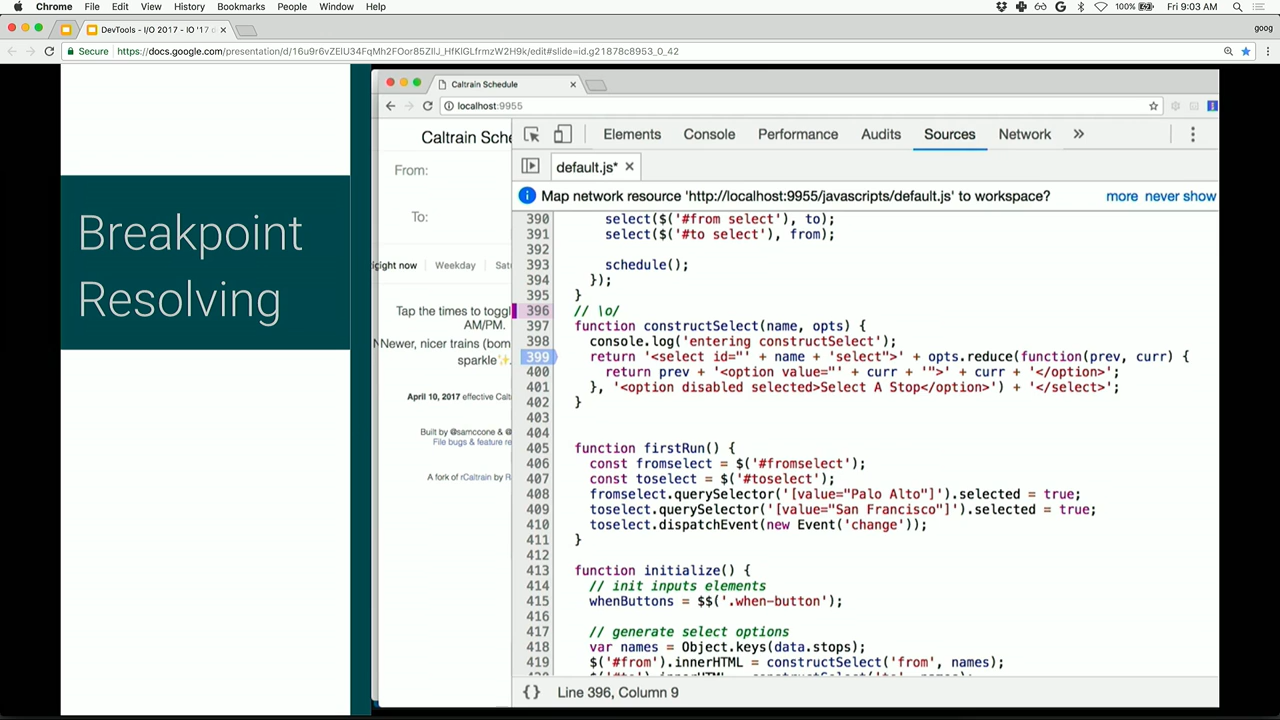 Chrome File Edit View History Bookmarks People Window Help 100% Fri 9:03 AM
DevTools - I/O 2017 - IO '17 d × goog
Secure https://docs.google.com/presentation/d/16u9r6vZEIU34FqMh2FOor85ZIlJ_HfKlGLfrmzW2H9k/edit#slide=id.g21878c8953_0_42
Breakpoint
Resolving
Caltrain Schedule ×
localhost:9955
Caltrain Sche
From:
To:
right now Weekday Sat
Tap the times to toggl
AM/PM.
Newer, nicer trains (bom
sparkle✨
April 10, 2017 effective Calt
Built by @samccone & @
File bugs & feature re
A fork of rCaltrain by R
Elements Console Performance Audits Sources Network »
default.js* ×
Map network resource 'http://localhost:9955/javascripts/default.js' to workspace? more never show
390 select($('#from select'), to);
391 select($('#to select'), from);
392
393 schedule();
394 });
395 }
396 // \o/
397 function constructSelect(name, opts) {
398 console.log('entering constructSelect');
399 return '<select id="' + name + 'select">' + opts.reduce(function(prev, curr) {
400 return prev + '<option value="' + curr + '">' + curr + '</option>';
401 }, '<option disabled selected>Select A Stop</option>') + '</select>';
402 }
403
404
405 function firstRun() {
406 const fromselect = $('#fromselect');
407 const toselect = $('#toselect');
408 fromselect.querySelector('[value="Palo Alto"]').selected = true;
409 toselect.querySelector('[value="San Francisco"]').selected = true;
410 toselect.dispatchEvent(new Event('change'));
411 }
412
413 function initialize() {
414 // init inputs elements
415 whenButtons = $$('.when-button');
416
417 // generate select options
418 var names = Object.keys(data.stops);
419 $('#from').innerHTML = constructSelect('from', names);
{} Line 396, Column 9